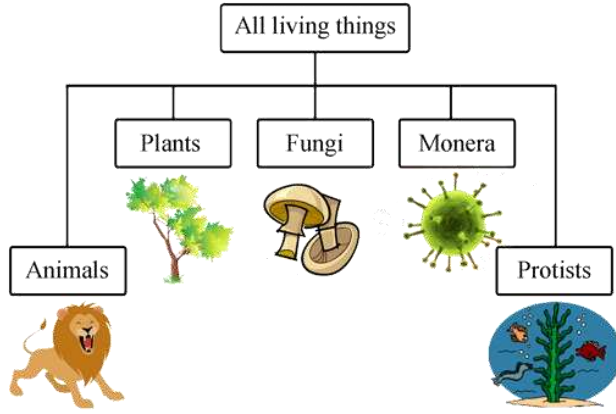 All living things
Plants
Fungi
Monera
Animals
Protists